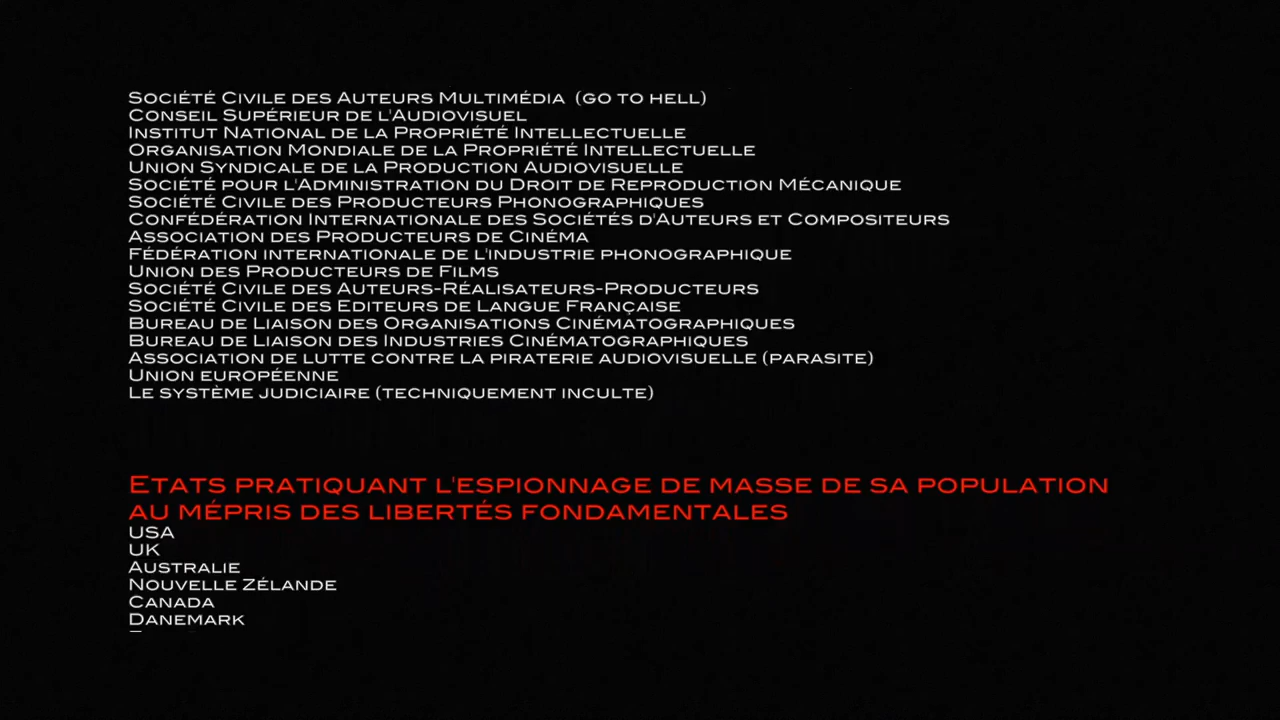 Société Civile des Auteurs Multimédia (go to hell)
Conseil Supérieur de l'Audiovisuel
Institut National de la Propriété Intellectuelle
Organisation Mondiale de la Propriété Intellectuelle
Union Syndicale de la Production Audiovisuelle
Société pour l'Administration du Droit de Reproduction Mécanique
Société Civile des Producteurs Phonographiques
Confédération Internationale des Sociétés d'Auteurs et Compositeurs
Association des Producteurs de Cinéma
Fédération internationale de l'industrie phonographique
Union des Producteurs de Films
Société Civile des Auteurs-Réalisateurs-Producteurs
Société Civile des Editeurs de Langue Française
Bureau de Liaison des Organisations Cinématographiques
Bureau de Liaison des Industries Cinématographiques
Association de lutte contre la piraterie audiovisuelle (parasite)
Union européenne
Le système judiciaire (techniquement inculte)
Etats pratiquant l'espionnage de masse de sa population
au mépris des libertés fondamentales
USA
UK
Australie
Nouvelle Zélande
Canada
Danemark